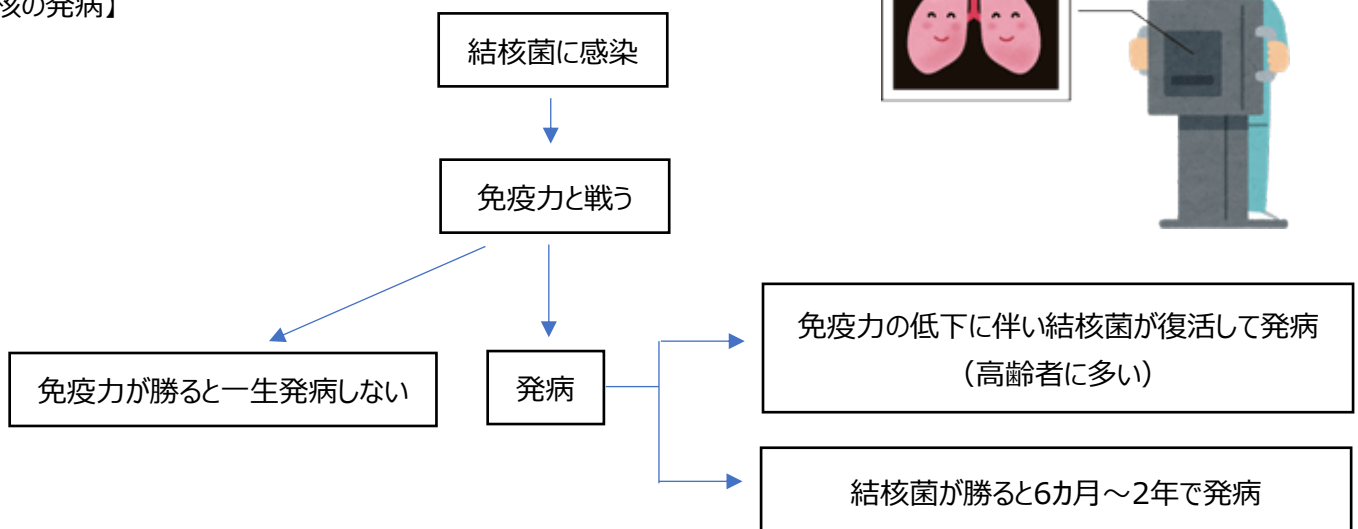 核の発病】
結核菌に感染
免疫力と戦う
免疫力の低下に伴い結核菌が復活して発病
（高齢者に多い）
免疫力が勝ると一生発病しない
発病
結核菌が勝ると6カ月～2年で発病